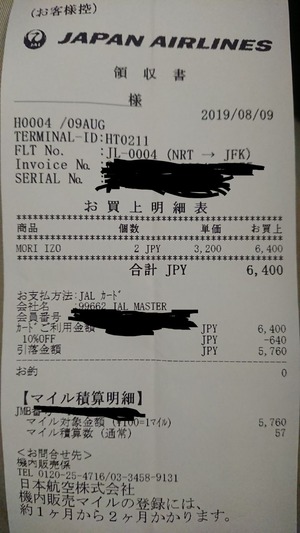 (お客様控)
JAL JAPAN AIRLINES
領収書
様
2019/08/09
H0004 /09AUG
TERMINAL-ID:HT0211
FLT No. :JL-0004 (NRT → JFK)
Invoice No. :
SERIAL No.
お買上明細表
商品 個数 単価 お買上
MORI IZO 2 JPY 3,200 6,400
合計 JPY 6,400
お支払方法:JAL カード
会社名 :99662 JAL MASTER
会員番号
カードご利用金額 JPY 6,400
10%OFF JPY -640
引落金額 JPY 5,760
お釣 0
【マイル積算明細】
JMB番号
マイル対象金額 (¥100=1マイル) 5,760
マイル積算数 (通常) 57
<お問合せ先>
機内販売係
TEL 0120-25-4716/03-3458-9131
日本航空株式会社
機内販売マイルの登録には、
約1ヶ月から2ヶ月かかります。